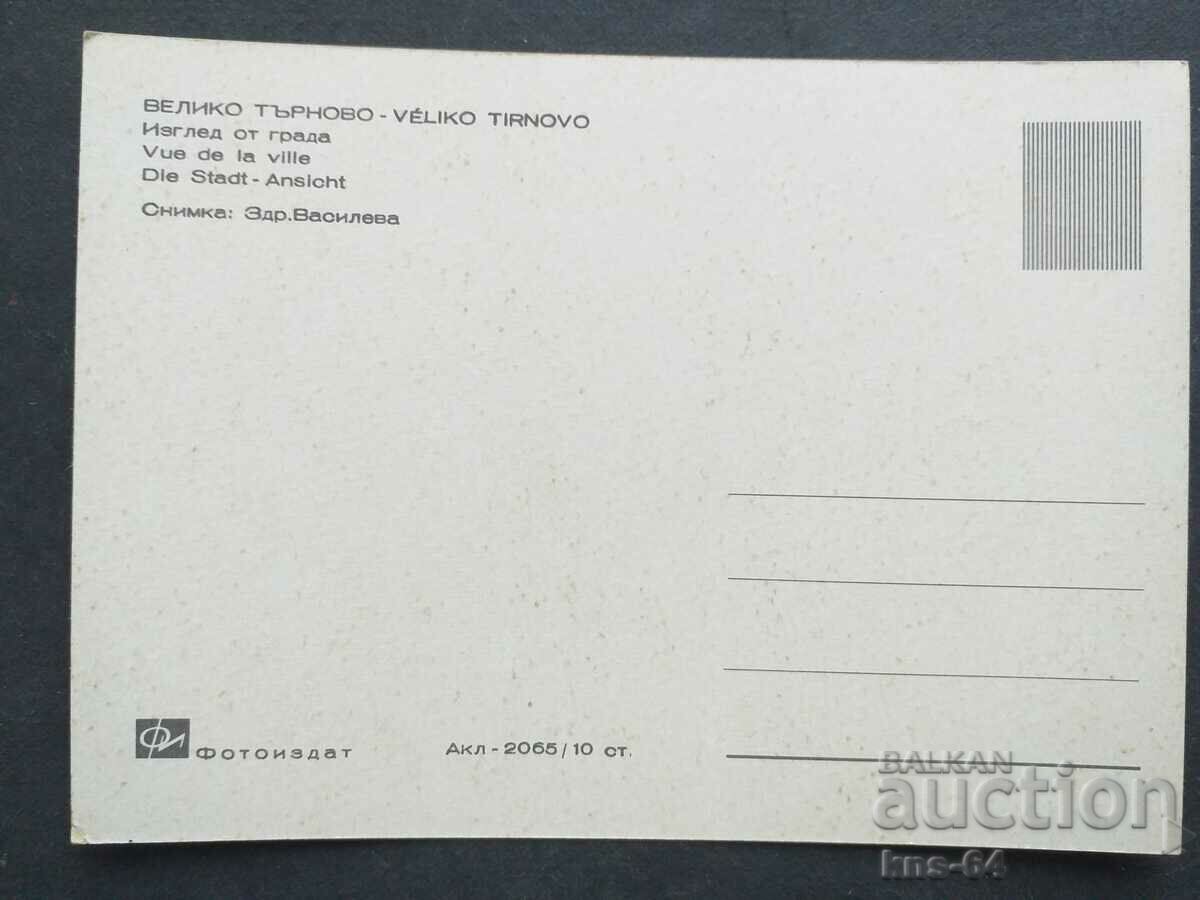 ВЕЛИКО ТЪРНОВО - VÉLIKO TIRNOVO
Изглед от града
Vue de la ville
Die Stadt - Ansicht
Снимка: Здр.Василева
ФИ Фотоиздат
Акл - 2065/10 ст.
BALKAN
auction
kns-64